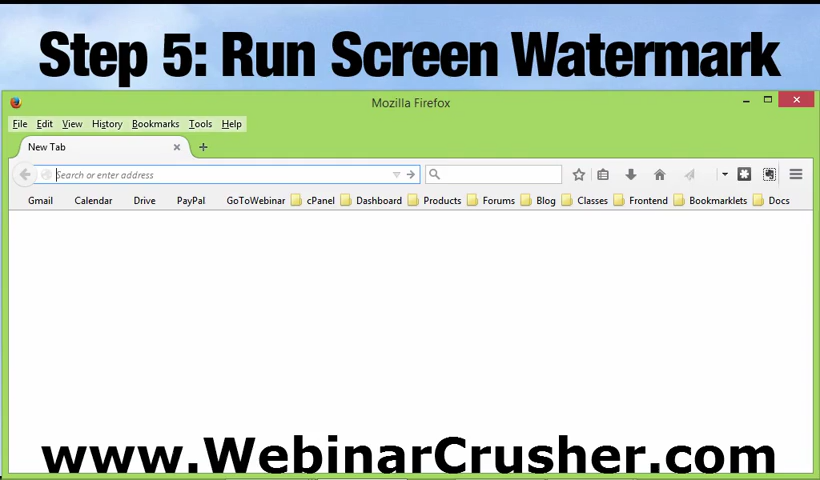 Step 5: Run Screen Watermark
Mozilla Firefox
File Edit View History Bookmarks Tools Help
New Tab
Search or enter address
Gmail Calendar Drive PayPal GoToWebinar cPanel Dashboard Products Forums Blog Classes Frontend Bookmarklets Docs
www.WebinarCrusher.com